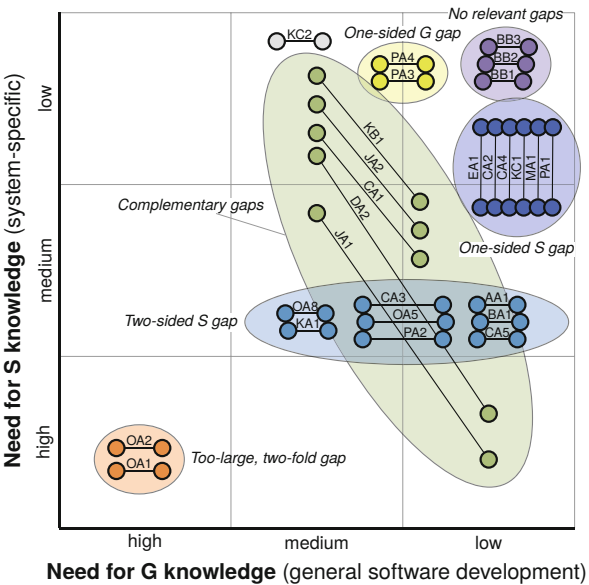 No relevant gaps
KC2
One-sided G gap
BB3
PA4
BB2
PA3
BB1
low
KB1
JA2
CA1
DA2
JA1
EA1
CA2
CA4
KC1
MA1
PA1
Complementary gaps
One-sided S gap
medium
Need for S knowledge (system-specific)
CA3
AA1
OA8
OA5
BA1
Two-sided S gap
KA1
PA2
CA5
high
OA2
OA1
Too-large, two-fold gap
high
medium
low
Need for G knowledge (general software development)